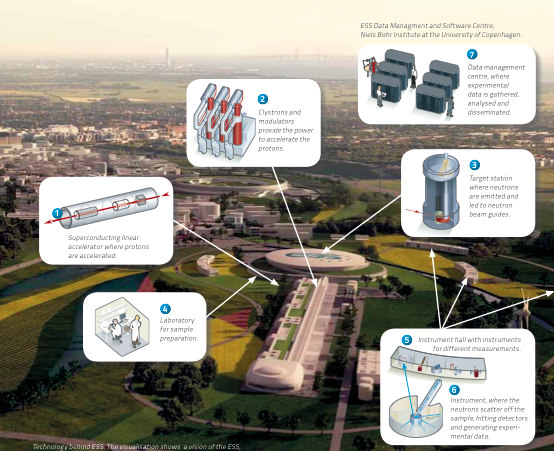 ESS Data Managment and Software Centre,
Niels Bohr Institute at the University of Copenhagen.
7
Data management
centre, where
experimental
data is gathered,
analysed and
disseminated.
2
Clystrons and
modulators
provide the power
to accelerate the
protons.
3
Target station
where neutrons
are emitted and
led to neutron
beam guides.
1
Superconducting linear
accelerator where protons
are accelerated.
4
Laboratory
for sample
preparation.
5 Instrument hall with instruments
for different measurements.
6
Instrument, where the
neutrons scatter off the
sample, hitting detectors
and generating experi-
mental data.
Technology behind ESS. The visualisation shows a vision of the ESS,